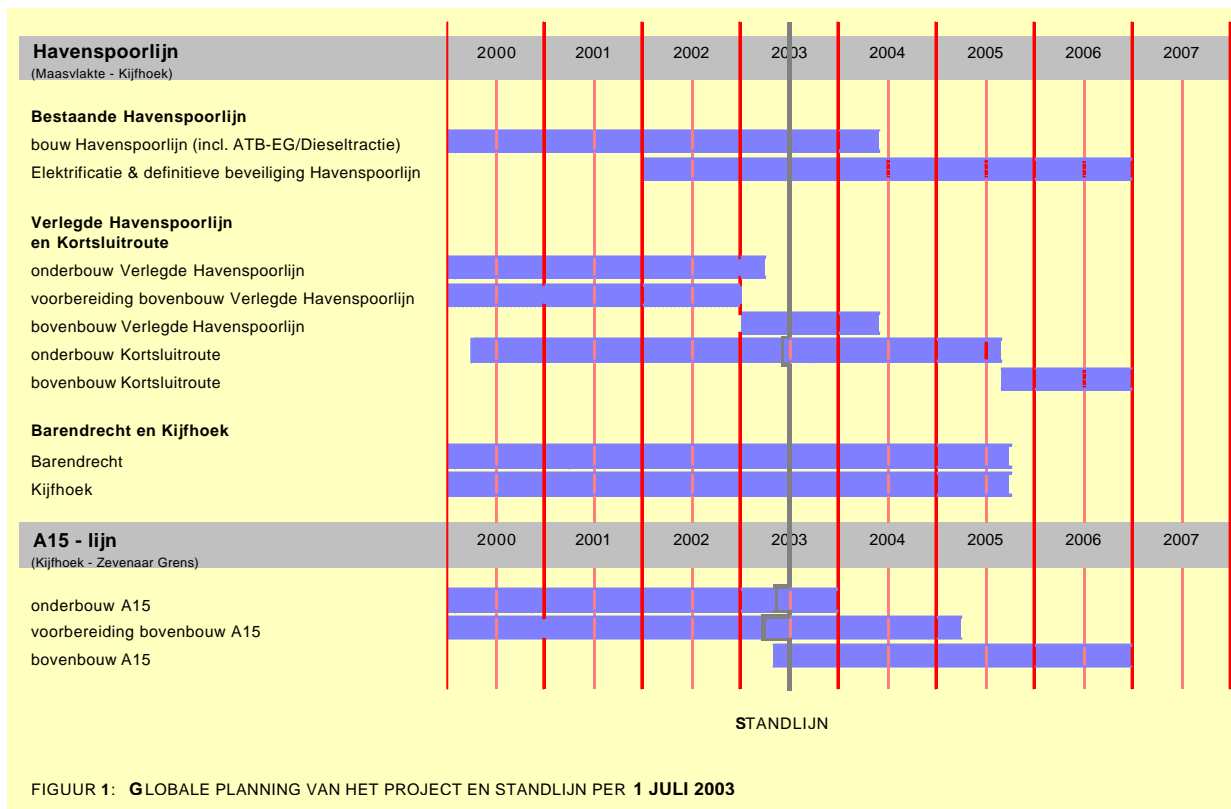 Havenspoorlijn 2000 2001 2002 2003 2004 2005 2006 2007
(Maasvlakte - Kijfhoek)
Bestaande Havenspoorlijn
bouw Havenspoorlijn (incl. ATB-EG/Dieseltractie)
Elektrificatie & definitieve beveiliging Havenspoorlijn
Verlegde Havenspoorlijn
en Kortsluitroute
onderbouw Verlegde Havenspoorlijn
voorbereiding bovenbouw Verlegde Havenspoorlijn
bovenbouw Verlegde Havenspoorlijn
onderbouw Kortsluitroute
bovenbouw Kortsluitroute
Barendrecht en Kijfhoek
Barendrecht
Kijfhoek
A15 - lijn 2000 2001 2002 2003 2004 2005 2006 2007
(Kijfhoek - Zevenaar Grens)
onderbouw A15
voorbereiding bovenbouw A15
bovenbouw A15
STANDLIJN
FIGUUR 1: GLOBALE PLANNING VAN HET PROJECT EN STANDLIJN PER 1 JULI 2003